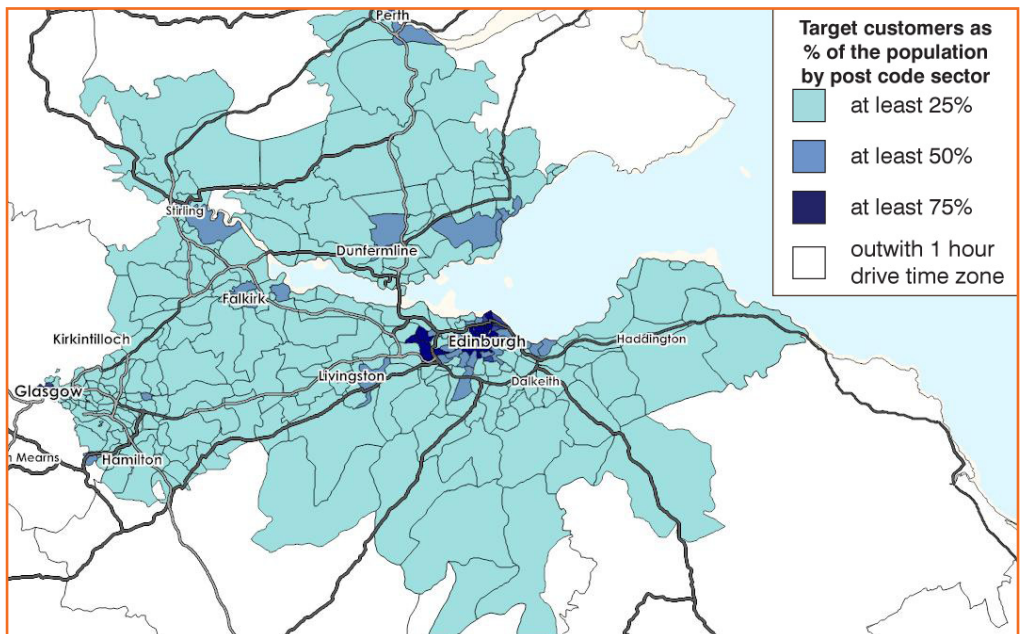 Perth
Target customers as
% of the population
by post code sector
at least 25%
at least 50%
at least 75%
outwith 1 hour
drive time zone
Stirling
Dunfermline
Falkirk
Kirkintilloch
Edinburgh
Haddington
Livingston
Dalkeith
Glasgow
n Mearns
Hamilton